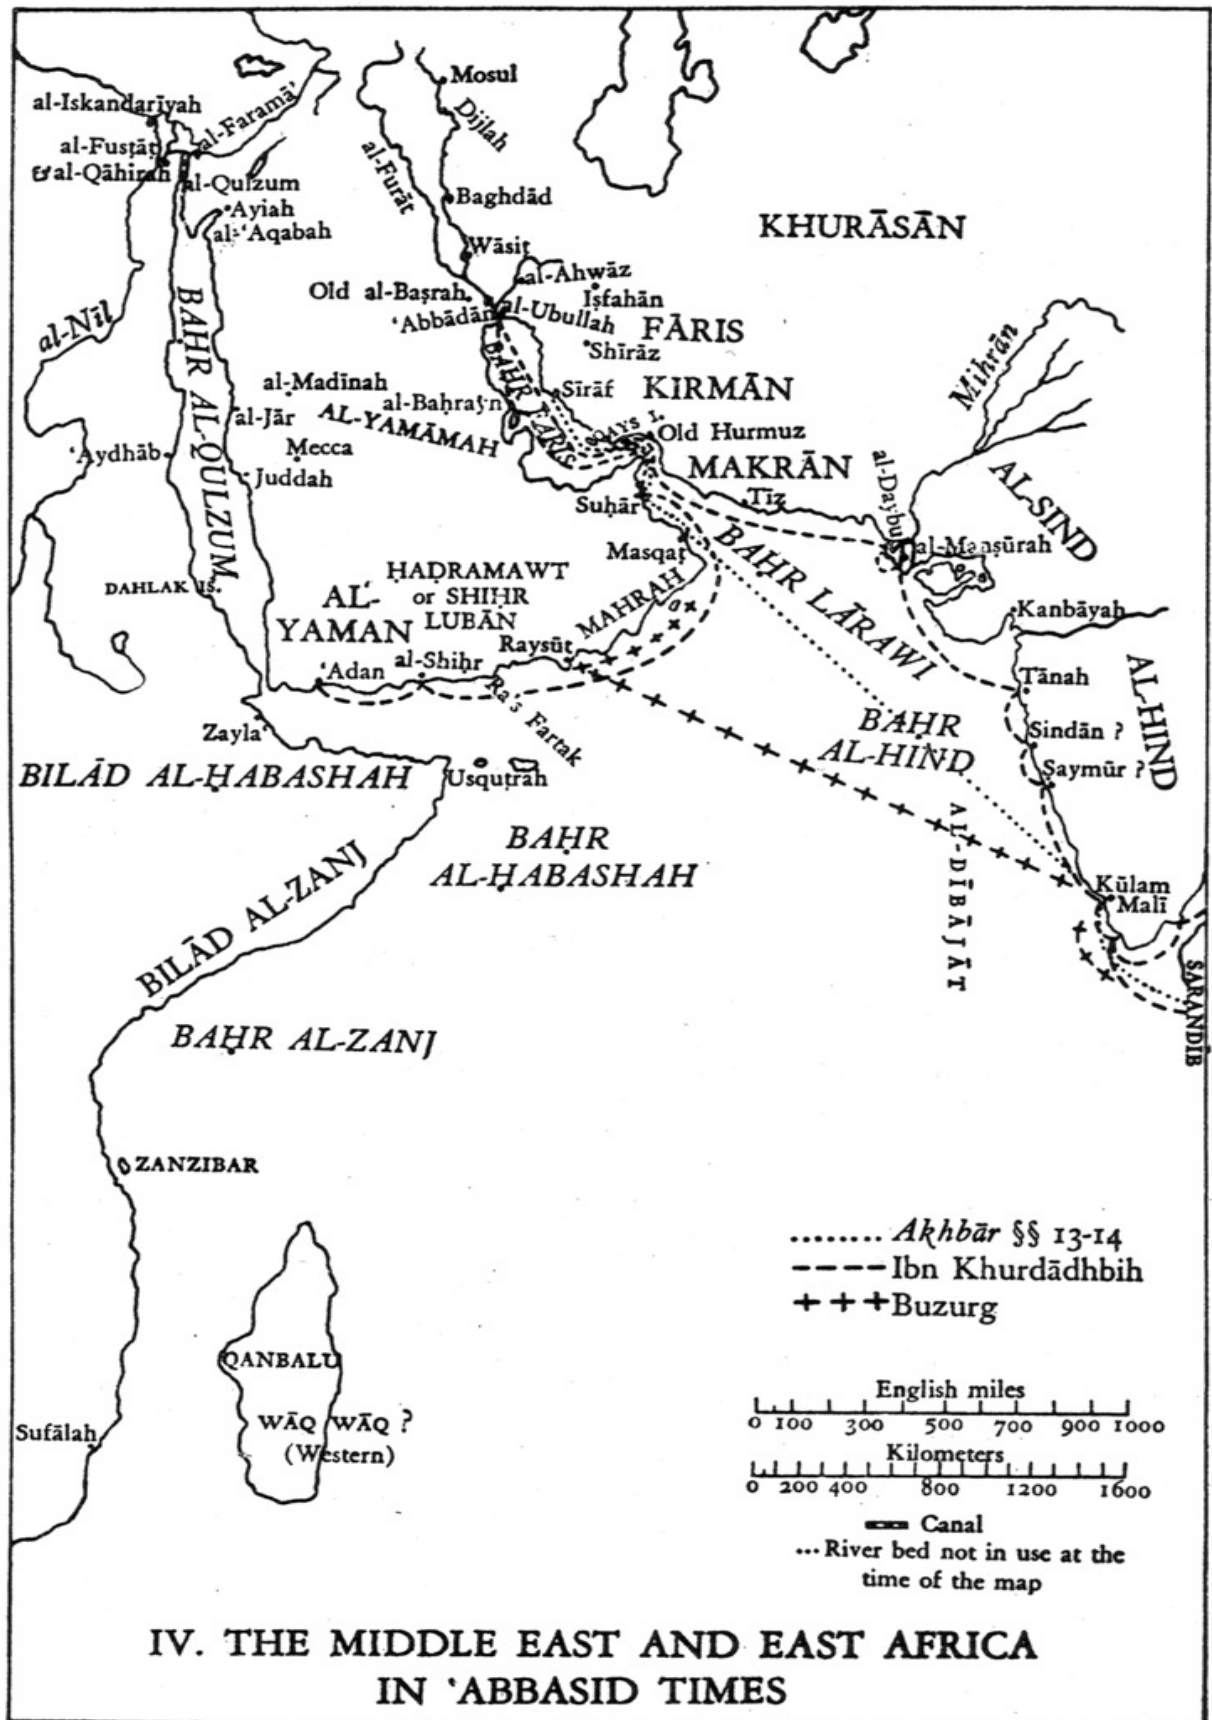 Mosul
al-Iskandarīyah
al-Faramā'
Dijlah
al-Fusṭāṭ
& al-Qāhirah
al-Furāt
al-Qulzum
Baghdād
Ayiah
al-'Aqabah
KHURĀSĀN
Wāsiṭ
al-Ahwāz
Old al-Baṣrah
Iṣfahān
al-Nīl
'Abbādān
al-Ubullah
FĀRIS
Shīrāz
Mihrān
BAḤR AL-QULZUM
BAḤR FĀRIS
al-Madīnah
Sīrāf
KIRMĀN
al-Baḥrayn
al-Jār
AL-YAMĀMAH
QAYS I.
Old Hurmuz
'Aydhāb
Mecca
MAKRĀN
al-Daybul
AL-SIND
Juddah
Tīz
Suḥār
Masqaṭ
al-Manṣūrah
BAḤR LĀRAWI
DAHLAK IS.
ḤAḌRAMAWT
or SHIḤR
LUBĀN
AL-
YAMAN
MAHRAH
Kanbāyah
Raysūt
'Adan
al-Shiḥr
Tānah
AL-HIND
Ra's Fartak
Zayla'
BAḤR
AL-HIND
Sindān ?
BILĀD AL-ḤABASHAH
Usquṭrah
Ṣaymūr ?
BAḤR
AL-ḤABASHAH
AL-DĪBĀJĀT
BILĀD AL-ZANJ
Kūlam
Malī
SARANDĪB
BAḤR AL-ZANJ
ZANZIBAR
Akhbār §§ 13-14
Ibn Khurdādhbih
Buzurg
QANBALU
WĀQ WĀQ ?
(Western)
Sufālah
English miles
0 100 300 500 700 900 1000
Kilometers
0 200 400 800 1200 1600
Canal
... River bed not in use at the
time of the map
IV. THE MIDDLE EAST AND EAST AFRICA
IN 'ABBASID TIMES